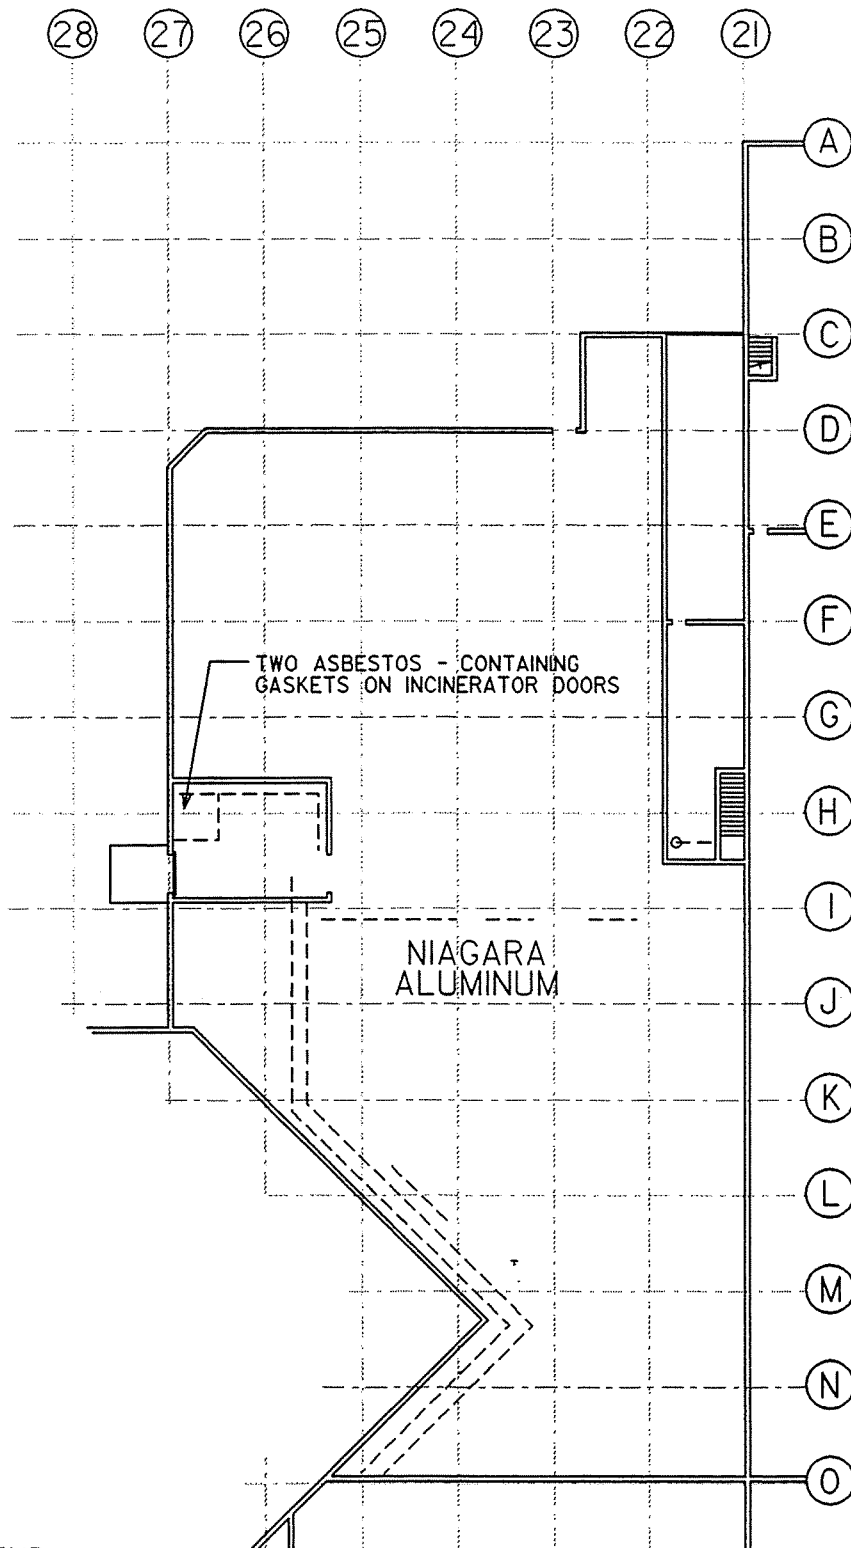 28 27 26 25 24 23 22 21
A
B
C
D
E
F
TWO ASBESTOS - CONTAINING
GASKETS ON INCINERATOR DOORS
G
H
I
NIAGARA
ALUMINUM
J
K
L
M
N
O